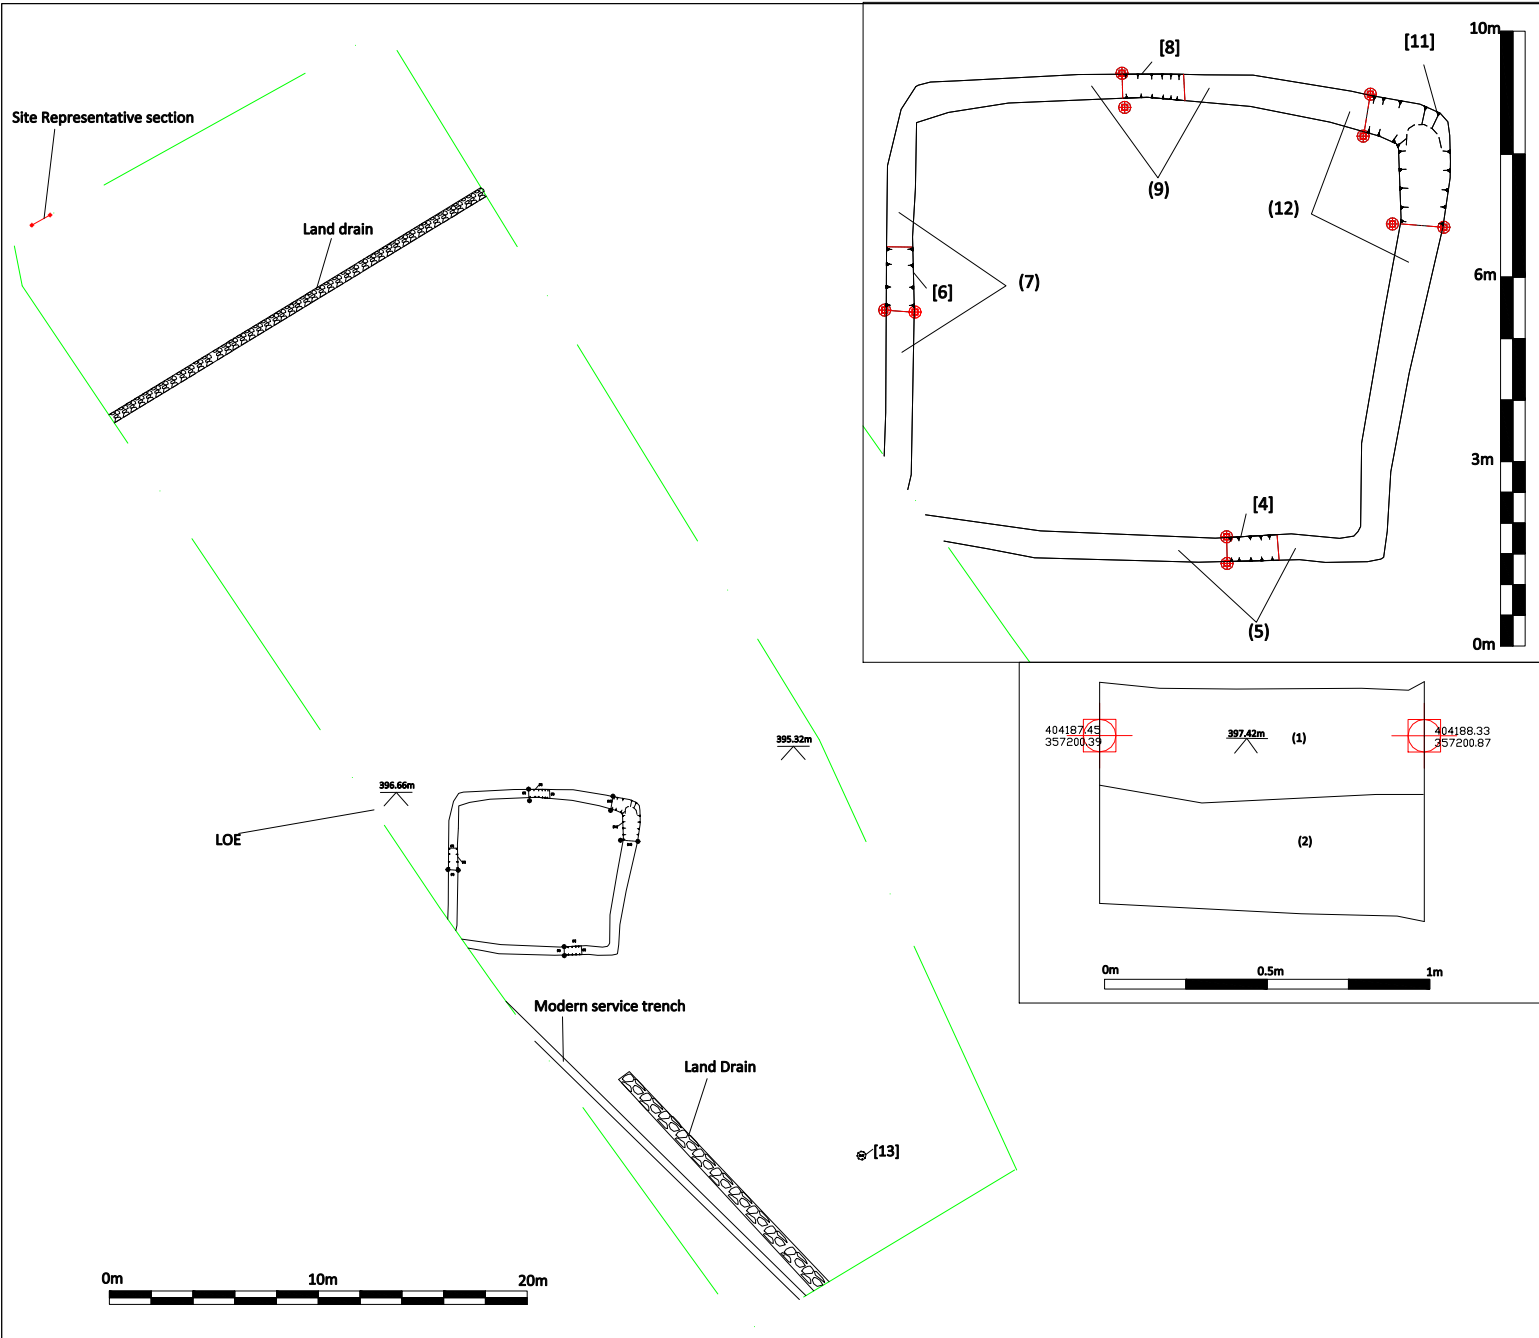 Site Representative section
Land drain
[8]
[11]
10m
(9)
(12)
[6]
(7)
6m
3m
[4]
(5)
0m
404187.45
357200.39
397.42m
(1)
404188.33
357200.87
(2)
0m
0.5m
1m
395.32m
396.66m
LOE
Modern service trench
Land Drain
[13]
0m
10m
20m